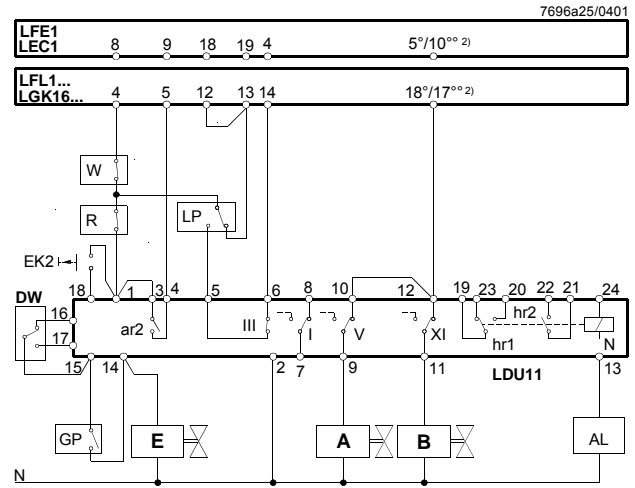 7696a25/0401
LFE1
LEC1
8 9 18 19 4 5°/10°° 2)
LFL1...
LGK16...
4 5 12 13 14 18°/17°° 2)
W
R
LP
EK2
18 1 3 4 5 6 8 10 12 19 23 20 22 21 24
DW
16
17
ar2 III I V XI hr1 hr2 N
15 14 2 7 9 11 LDU11 13
GP E A B AL
N